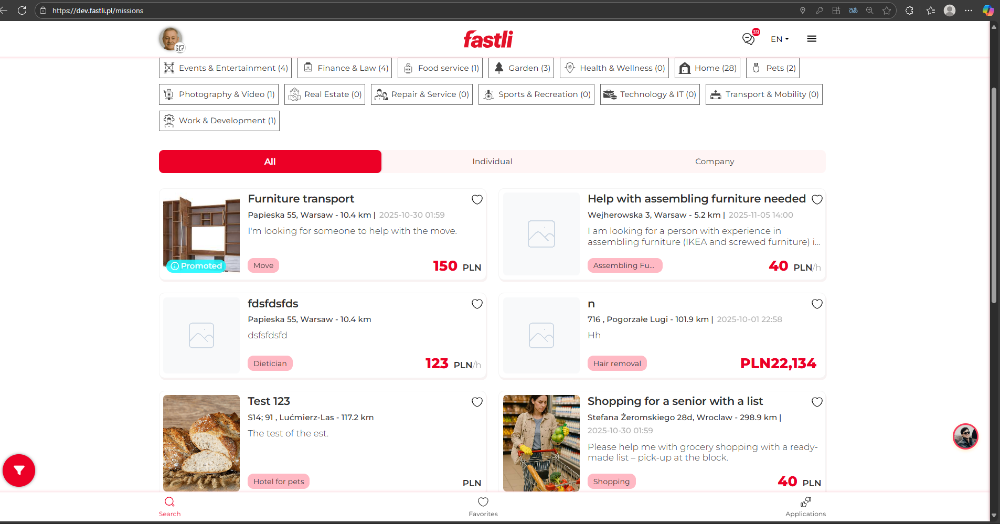 https://dev.fastli.pl/missions
fastli
39
EN
Events & Entertainment (4)
Finance & Law (4)
Food service (1)
Garden (3)
Health & Wellness (0)
Home (28)
Pets (2)
Photography & Video (1)
Real Estate (0)
Repair & Service (0)
Sports & Recreation (0)
Technology & IT (0)
Transport & Mobility (0)
Work & Development (1)
All
Individual
Company
Furniture transport
Papieska 55, Warsaw - 10.4 km | 2025-10-30 01:59
I'm looking for someone to help with the move.
Promoted
Move
150 PLN
Help with assembling furniture needed
Wejherowska 3, Warsaw - 5.2 km | 2025-11-05 14:00
I am looking for a person with experience in
assembling furniture (IKEA and screwed furniture) i...
Assembling Fu...
40 PLN/h
fdsfdsfds
Papieska 55, Warsaw - 10.4 km
dsfsfdsfd
Dietician
123 PLN/h
n
716 , Pogorzałe Lugi - 101.9 km | 2025-10-01 22:58
Hh
Hair removal
PLN22,134
Test 123
S14; 91 , Lućmierz-Las - 117.2 km
The test of the est.
Hotel for pets
PLN
Shopping for a senior with a list
Stefana Żeromskiego 28d, Wroclaw - 298.9 km |
2025-10-30 01:59
Please help me with grocery shopping with a ready-
made list – pick-up at the block.
Shopping
40 PLN
Search
Favorites
Applications